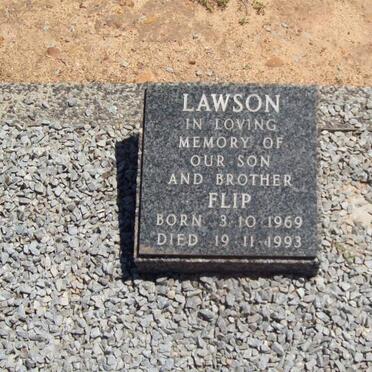 LAWSON
IN LOVING
MEMORY OF
OUR SON
AND BROTHER
FLIP
BORN 3·10·1969
DIED 19·11·1993